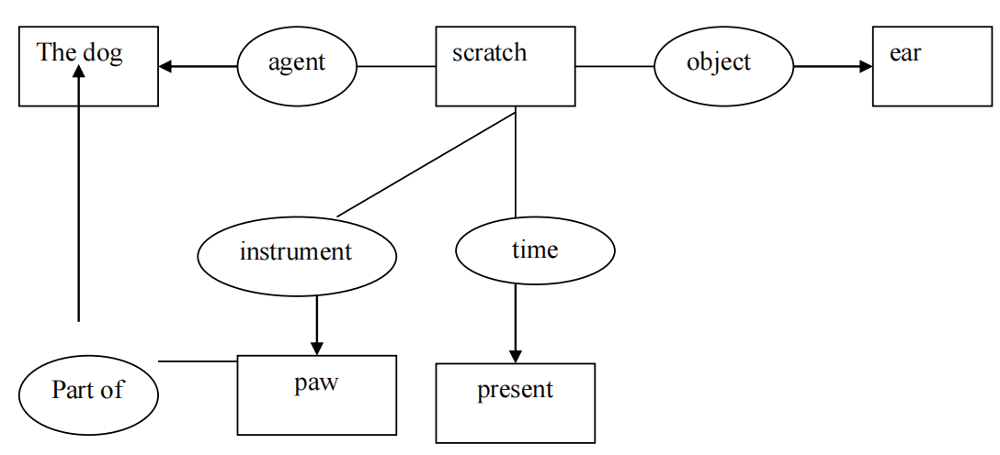 The dog
agent
scratch
object
ear
instrument
time
Part of
paw
present